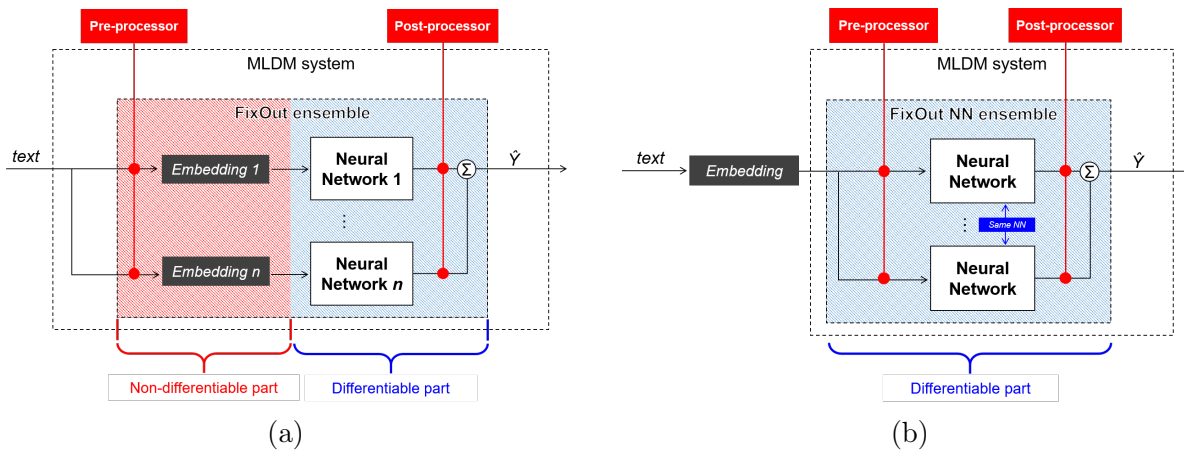 Pre-processor
Post-processor
MLDM system
FixOut ensemble
text
Embedding 1
Neural
Network 1
Σ
Ŷ
⋮
Embedding n
Neural
Network n
Non-differentiable part
Differentiable part
(a)
Pre-processor
Post-processor
MLDM system
FixOut NN ensemble
text
Embedding
Neural
Network
Σ
Ŷ
⋮
Same NN
Neural
Network
Differentiable part
(b)